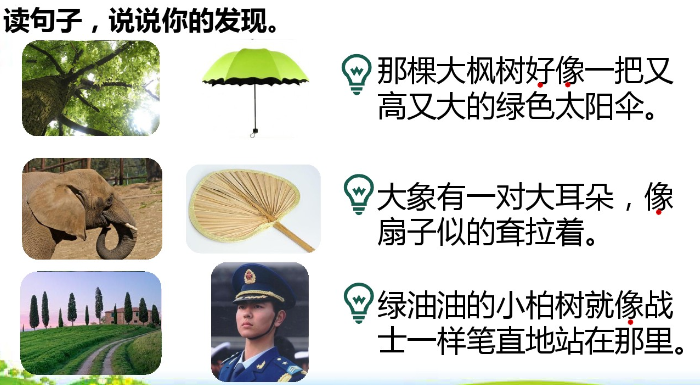 读句子，说说你的发现。
那棵大枫树好像一把又
高又大的绿色太阳伞。
大象有一对大耳朵，像
扇子似的耷拉着。
绿油油的小柏树就像战
士一样笔直地站在那里。